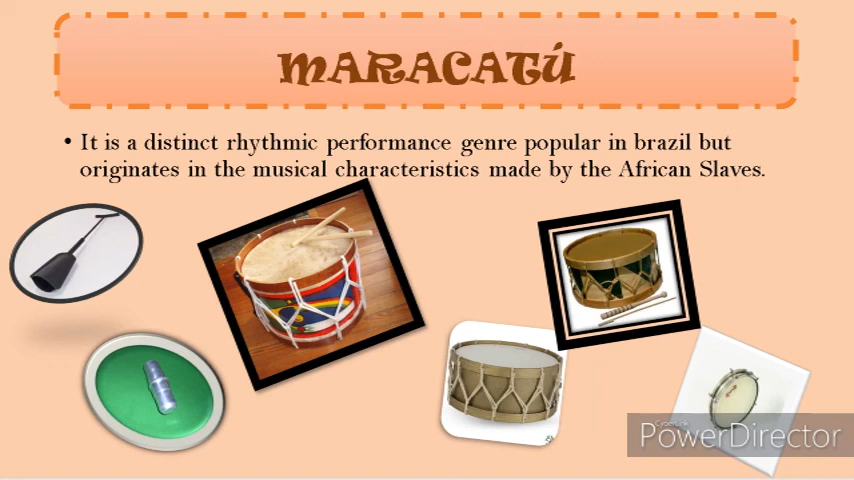 MARACATÚ
• It is a distinct rhythmic performance genre popular in brazil but
originates in the musical characteristics made by the African Slaves.
CyberLink
PowerDirector